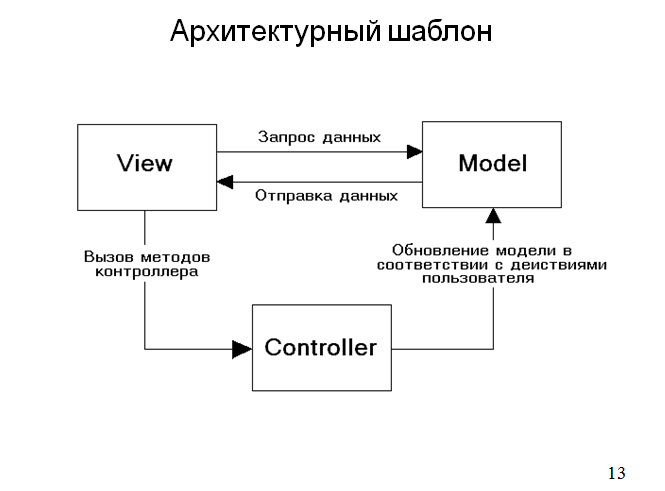 Архитектурный шаблон
Запрос данных
View
Model
Отправка данных
Вызов методов
контроллера
Обновление модели в
соответствии с деиствиями
пользователя
Controller
13